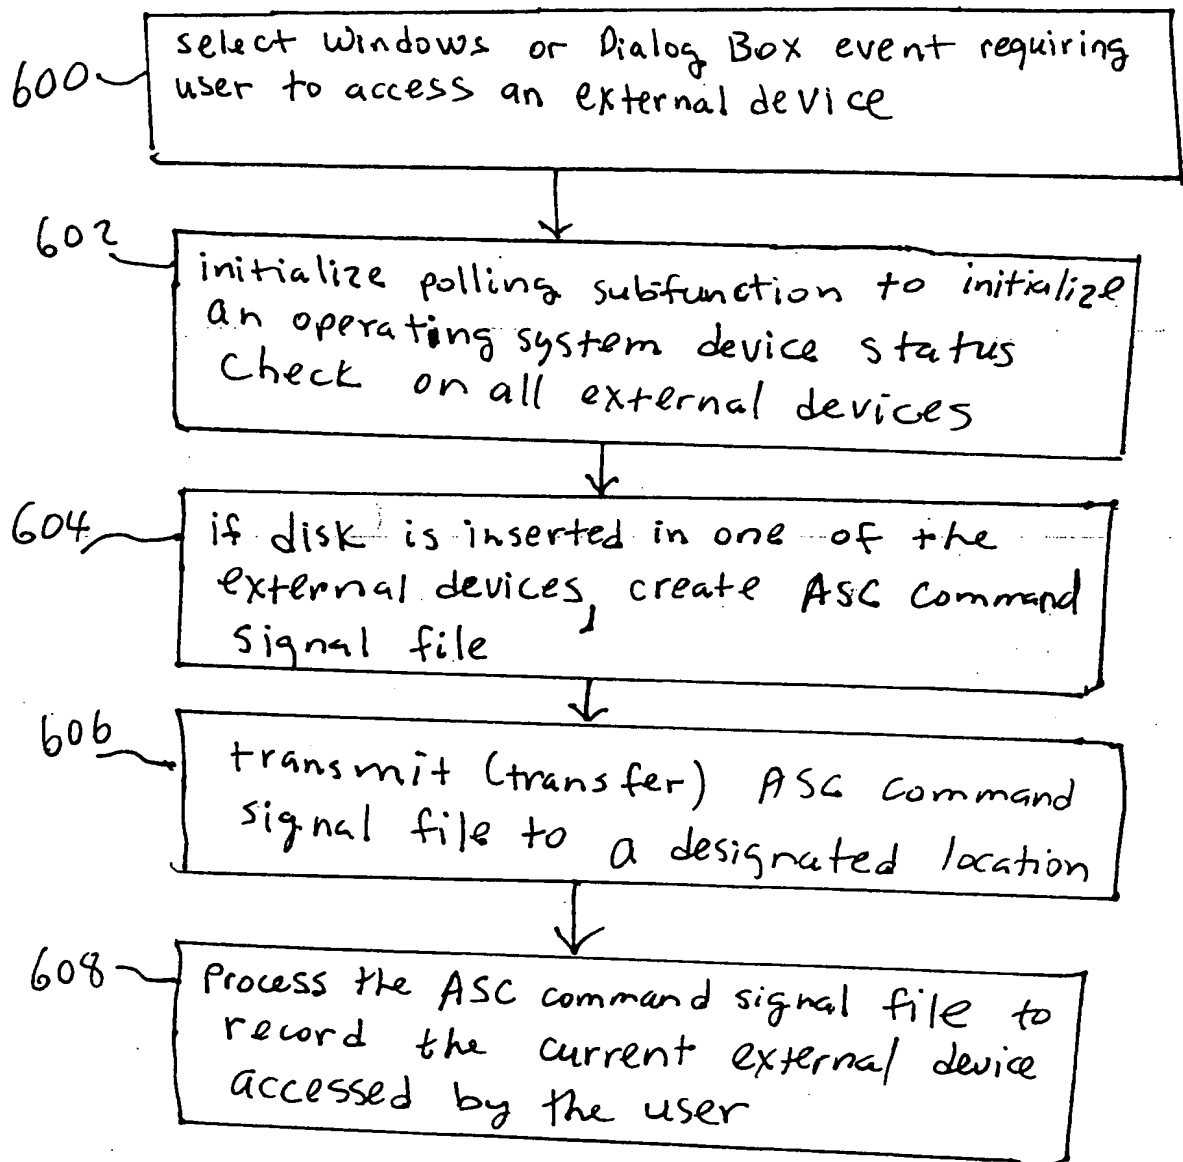 600
select Windows or Dialog Box event requiring
user to access an external device
602
initialize polling subfunction to initialize
an operating system device status
Check on all external devices
604
if disk is inserted in one of the
external devices, create ASC Command
signal file
606
transmit (transfer) ASC command
signal file to a designated location
608
Process the ASC command signal file to
record the current external device
accessed by the user